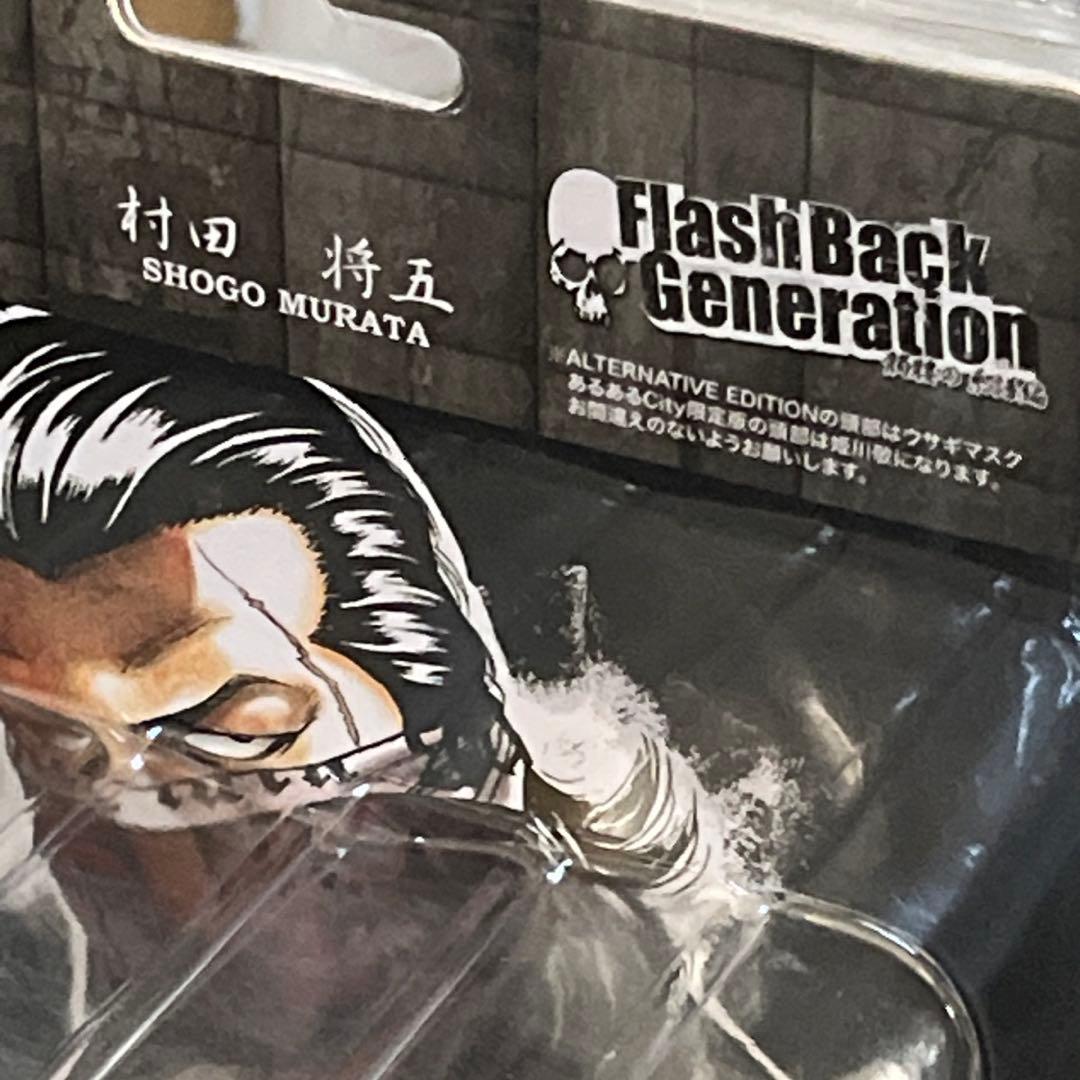 村田 将五
SHOGO MURATA
FlashBack
Generation
※ALTERNATIVE EDITIONの頭部はウサギマスク
あるあるCity限定版の頭部は姫川敬になります。
お間違えのないようお願いします。